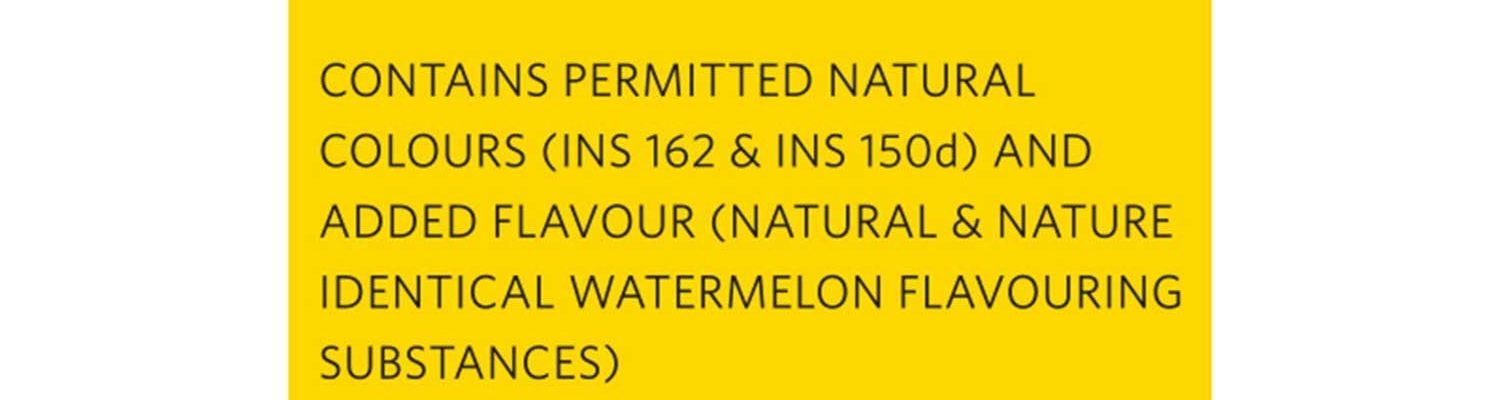 CONTAINS PERMITTED NATURAL
COLOURS (INS 162 & INS 150d) AND
ADDED FLAVOUR (NATURAL & NATURE
IDENTICAL WATERMELON FLAVOURING
SUBSTANCES)